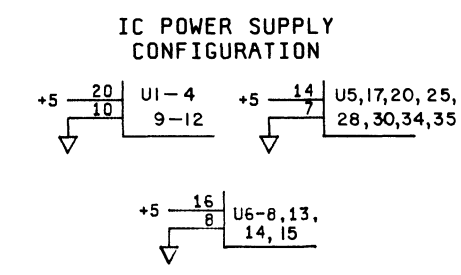 IC POWER SUPPLY
CONFIGURATION
+5 20 U1-4
10 9-12
+5 14 U5,17,20, 25,
7 28,30,34,35
+5 16 U6-8,13,
8 14,15